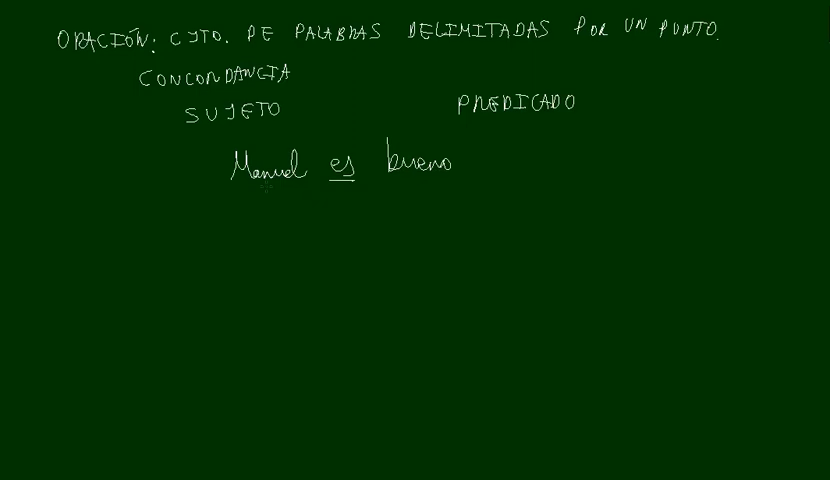 ORACIÓN: CJTO. DE PALABRAS DELIMITADAS POR UN PUNTO.
CONCORDANCIA
SUJETO PREDICADO
Manuel es bueno